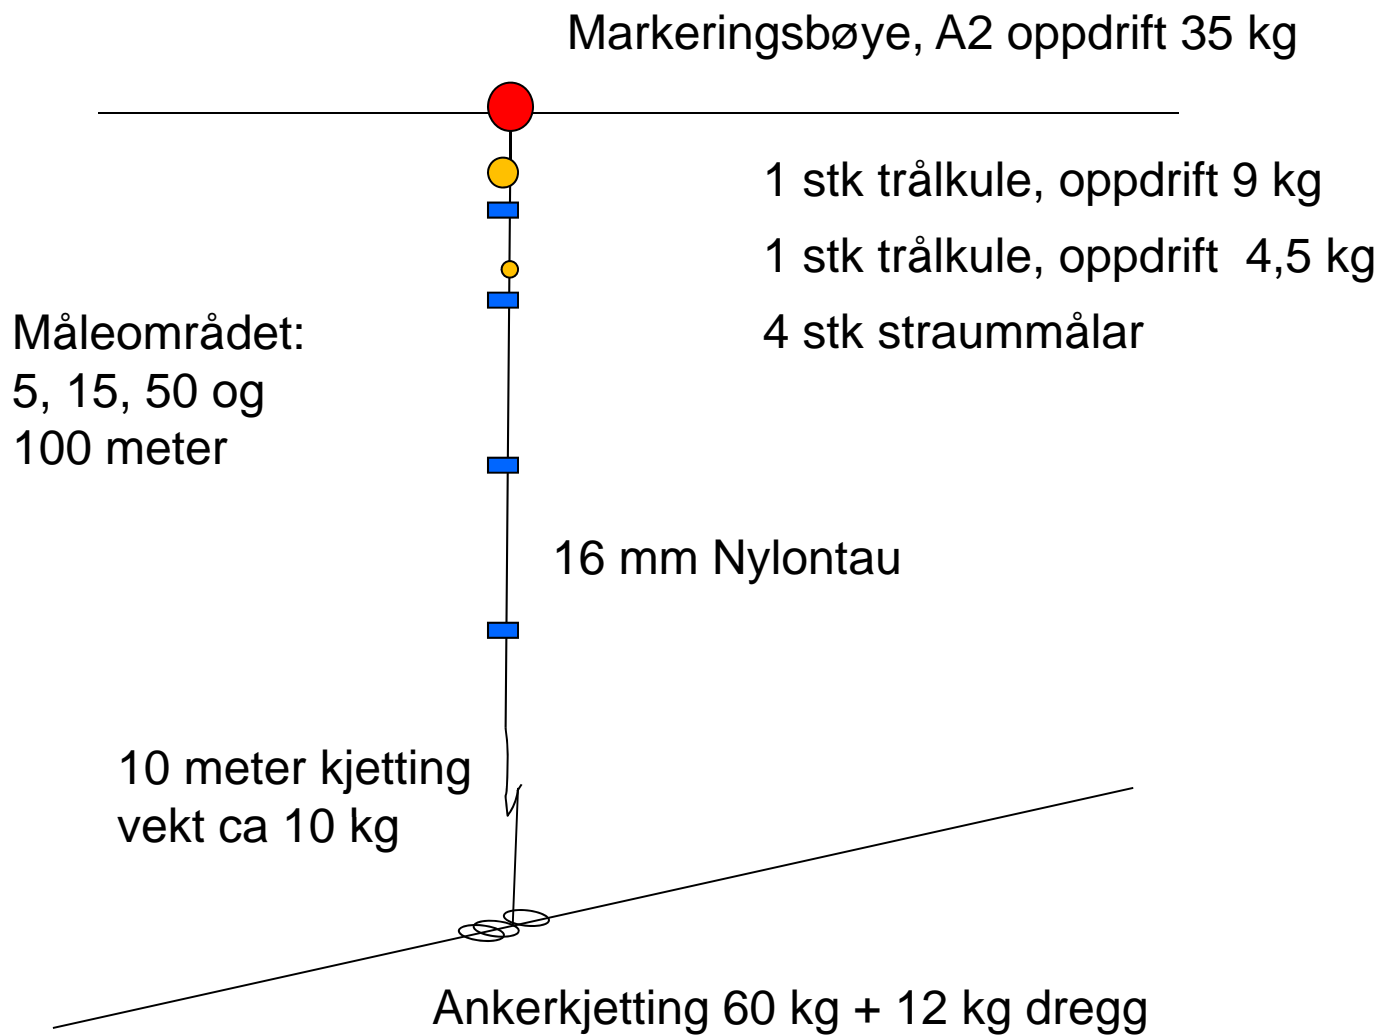 Markeringsbøye, A2 oppdrift 35 kg
1 stk trålkule, oppdrift 9 kg
1 stk trålkule, oppdrift  4,5 kg
4 stk straummålar
Måleområdet:
5, 15, 50 og
100 meter
16 mm Nylontau
10 meter kjetting
vekt ca 10 kg
Ankerkjetting 60 kg + 12 kg dregg